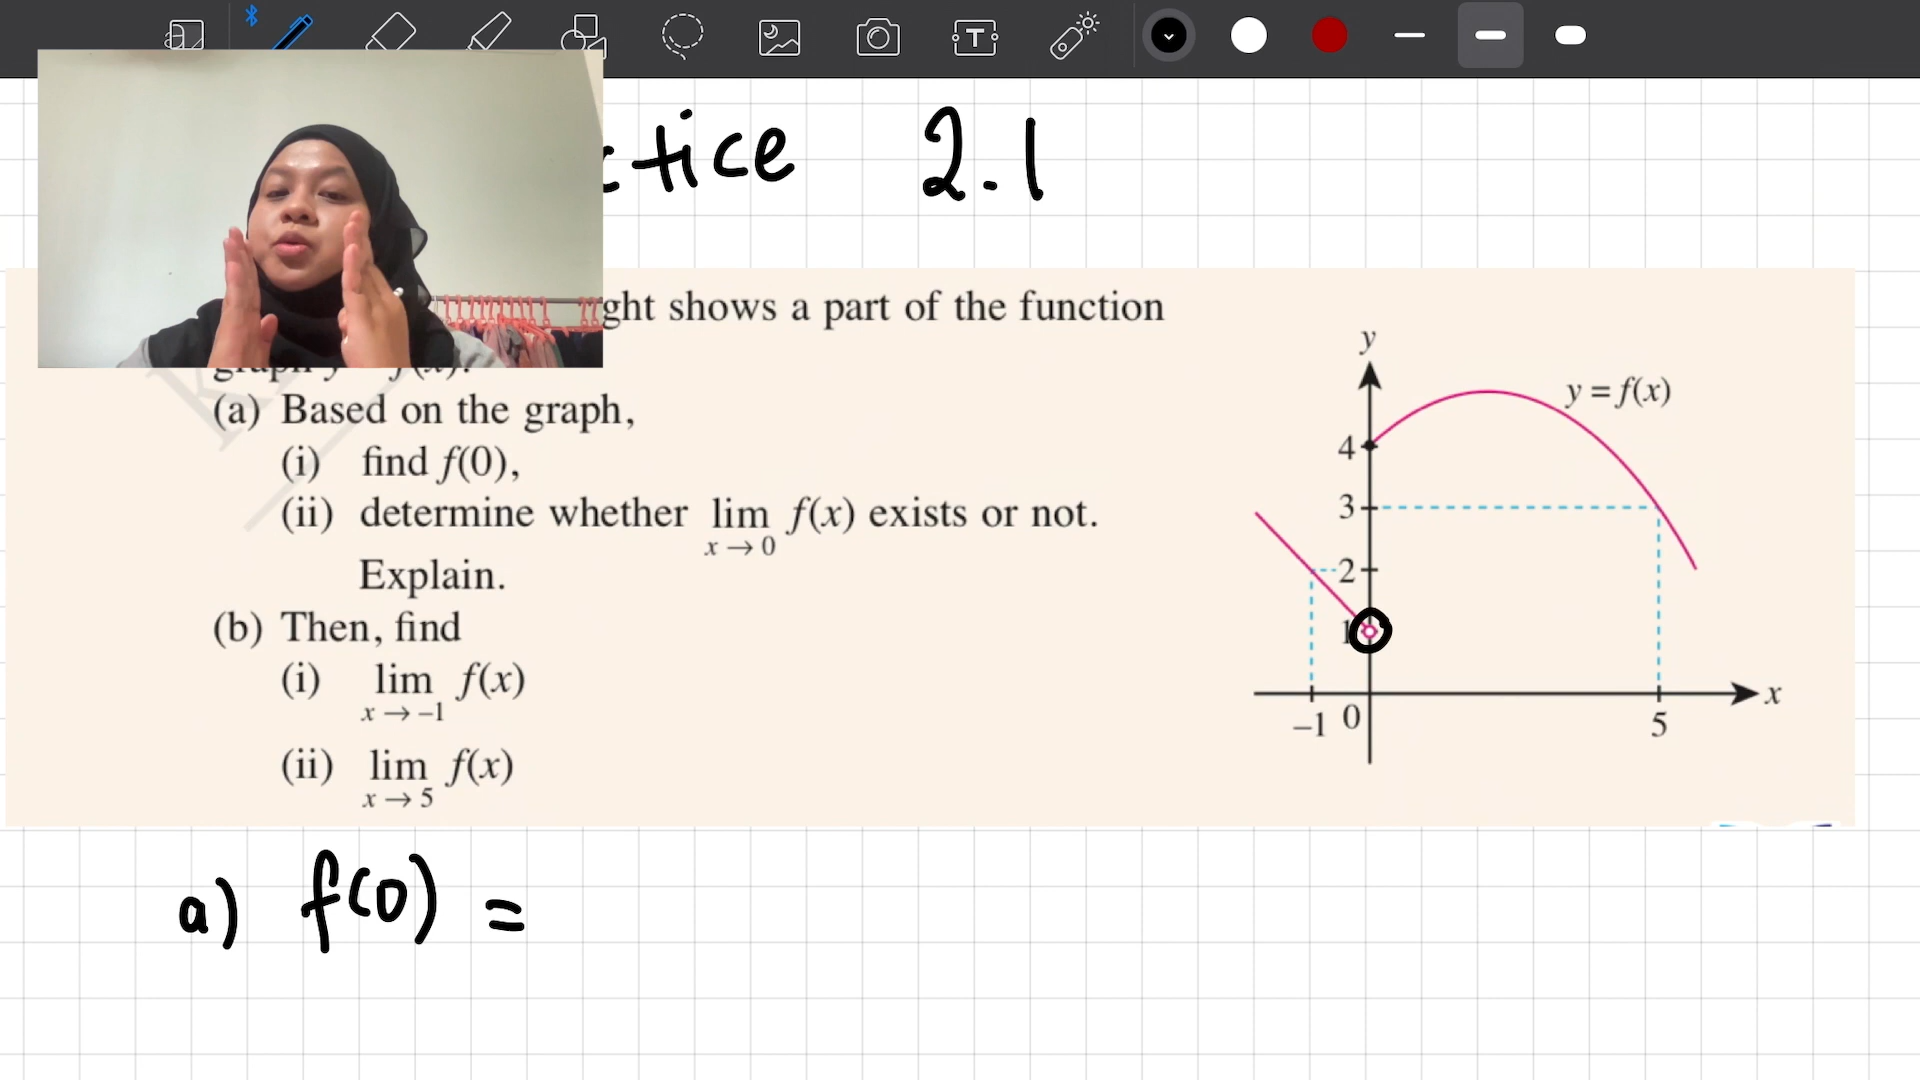 2.1
ght shows a part of the function
(a) Based on the graph,
(i) find f(0),
(ii) determine whether lim f(x) exists or not.
x → 0
Explain.
(b) Then, find
(i) lim f(x)
x → −1
(ii) lim f(x)
x → 5
y
y = f(x)
4
3
2
1
x
−1 0 5
a) f(0) =